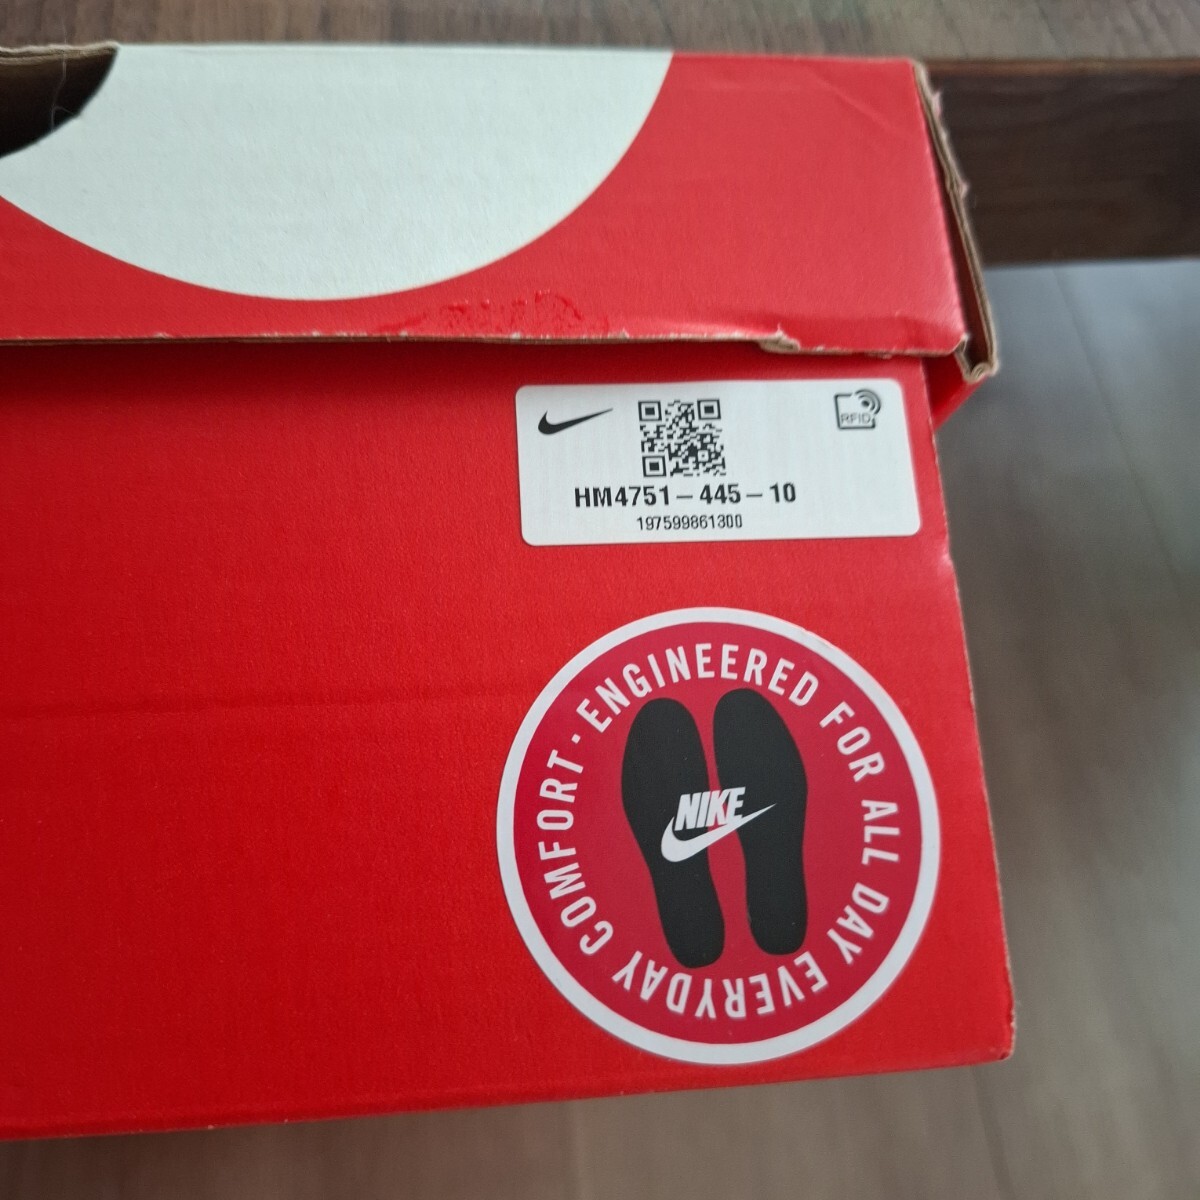 RFID
HM4751-445-10
197599861300
ENGINEERED FOR ALL DAY EVERYDAY COMFORT ·
NIKE